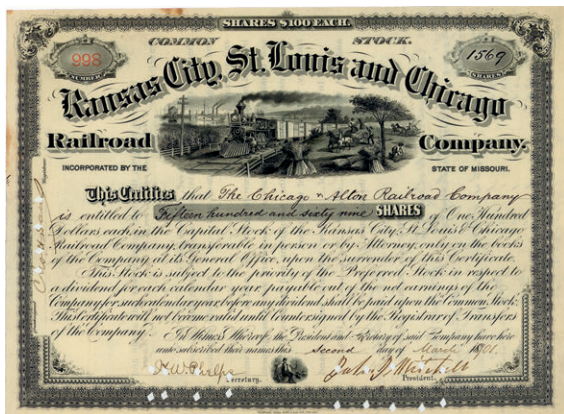 SHARES $100 EACH.
COMMON STOCK.
998
NUMBER
1569
SHARES
Kansas City, St. Louis and Chicago
Railroad Company.
INCORPORATED BY THE STATE OF MISSOURI.
This Entitles that The Chicago & Alton Railroad Company
is entitled to Fifteen hundred and sixty nine SHARES of One Hundred
Dollars each in the Capital Stock of the Kansas City, St. Louis & Chicago
Railroad Company, transferable in person or by Attorney, only on the books
of the Company, at its General Office, upon the surrender of this Certificate.
This Stock is subject to the priority of the Preferred Stock in respect to
a dividend for each calendar year payable out of the net earnings of the
Company for such calendar year, before any dividend shall be paid upon the Common Stock.
This Certificate will not become valid until Countersigned by the Registrar of Transfers
of the Company.
In Witness Whereof, the President and Secretary of said Company have here
unto subscribed their names this Second day of March 1901.
H. W. Phelps
Secretary.
John J. Mitchell
President.